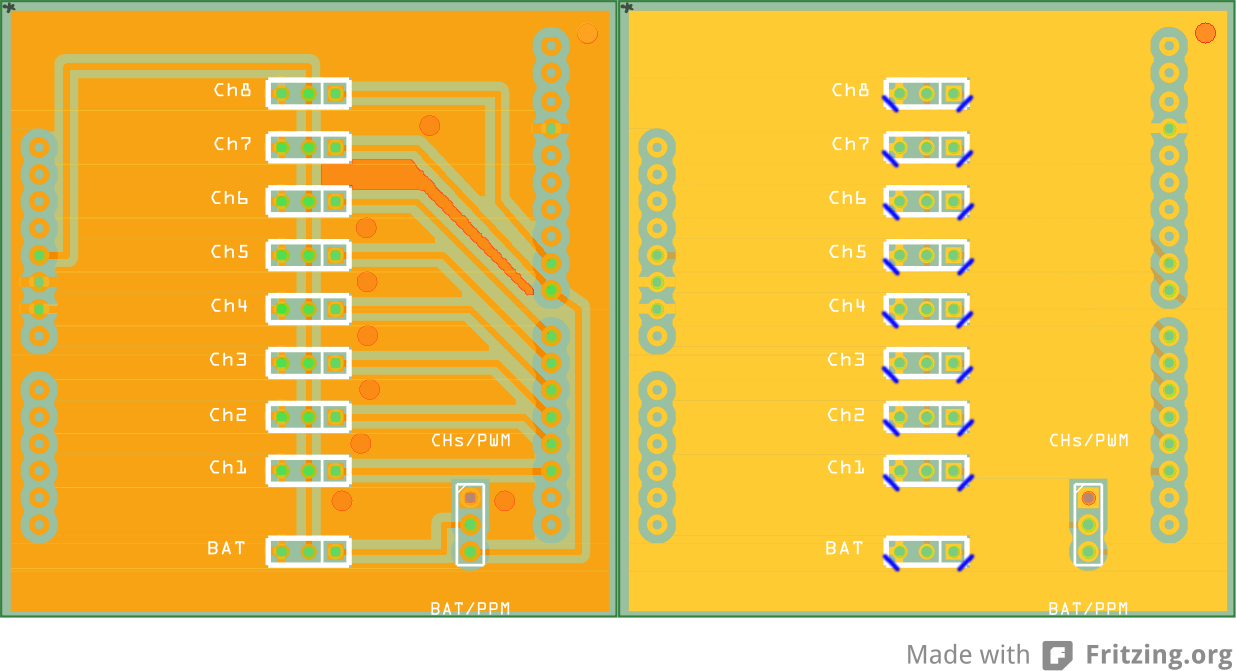 Ch8 Ch8
Ch7 Ch7
Ch6 Ch6
Ch5 Ch5
Ch4 Ch4
Ch3 Ch3
Ch2 Ch2
CHs/PWM CHs/PWM
Ch1 Ch1
BAT BAT
BAT/PPM BAT/PPM
Made with Fritzing.org